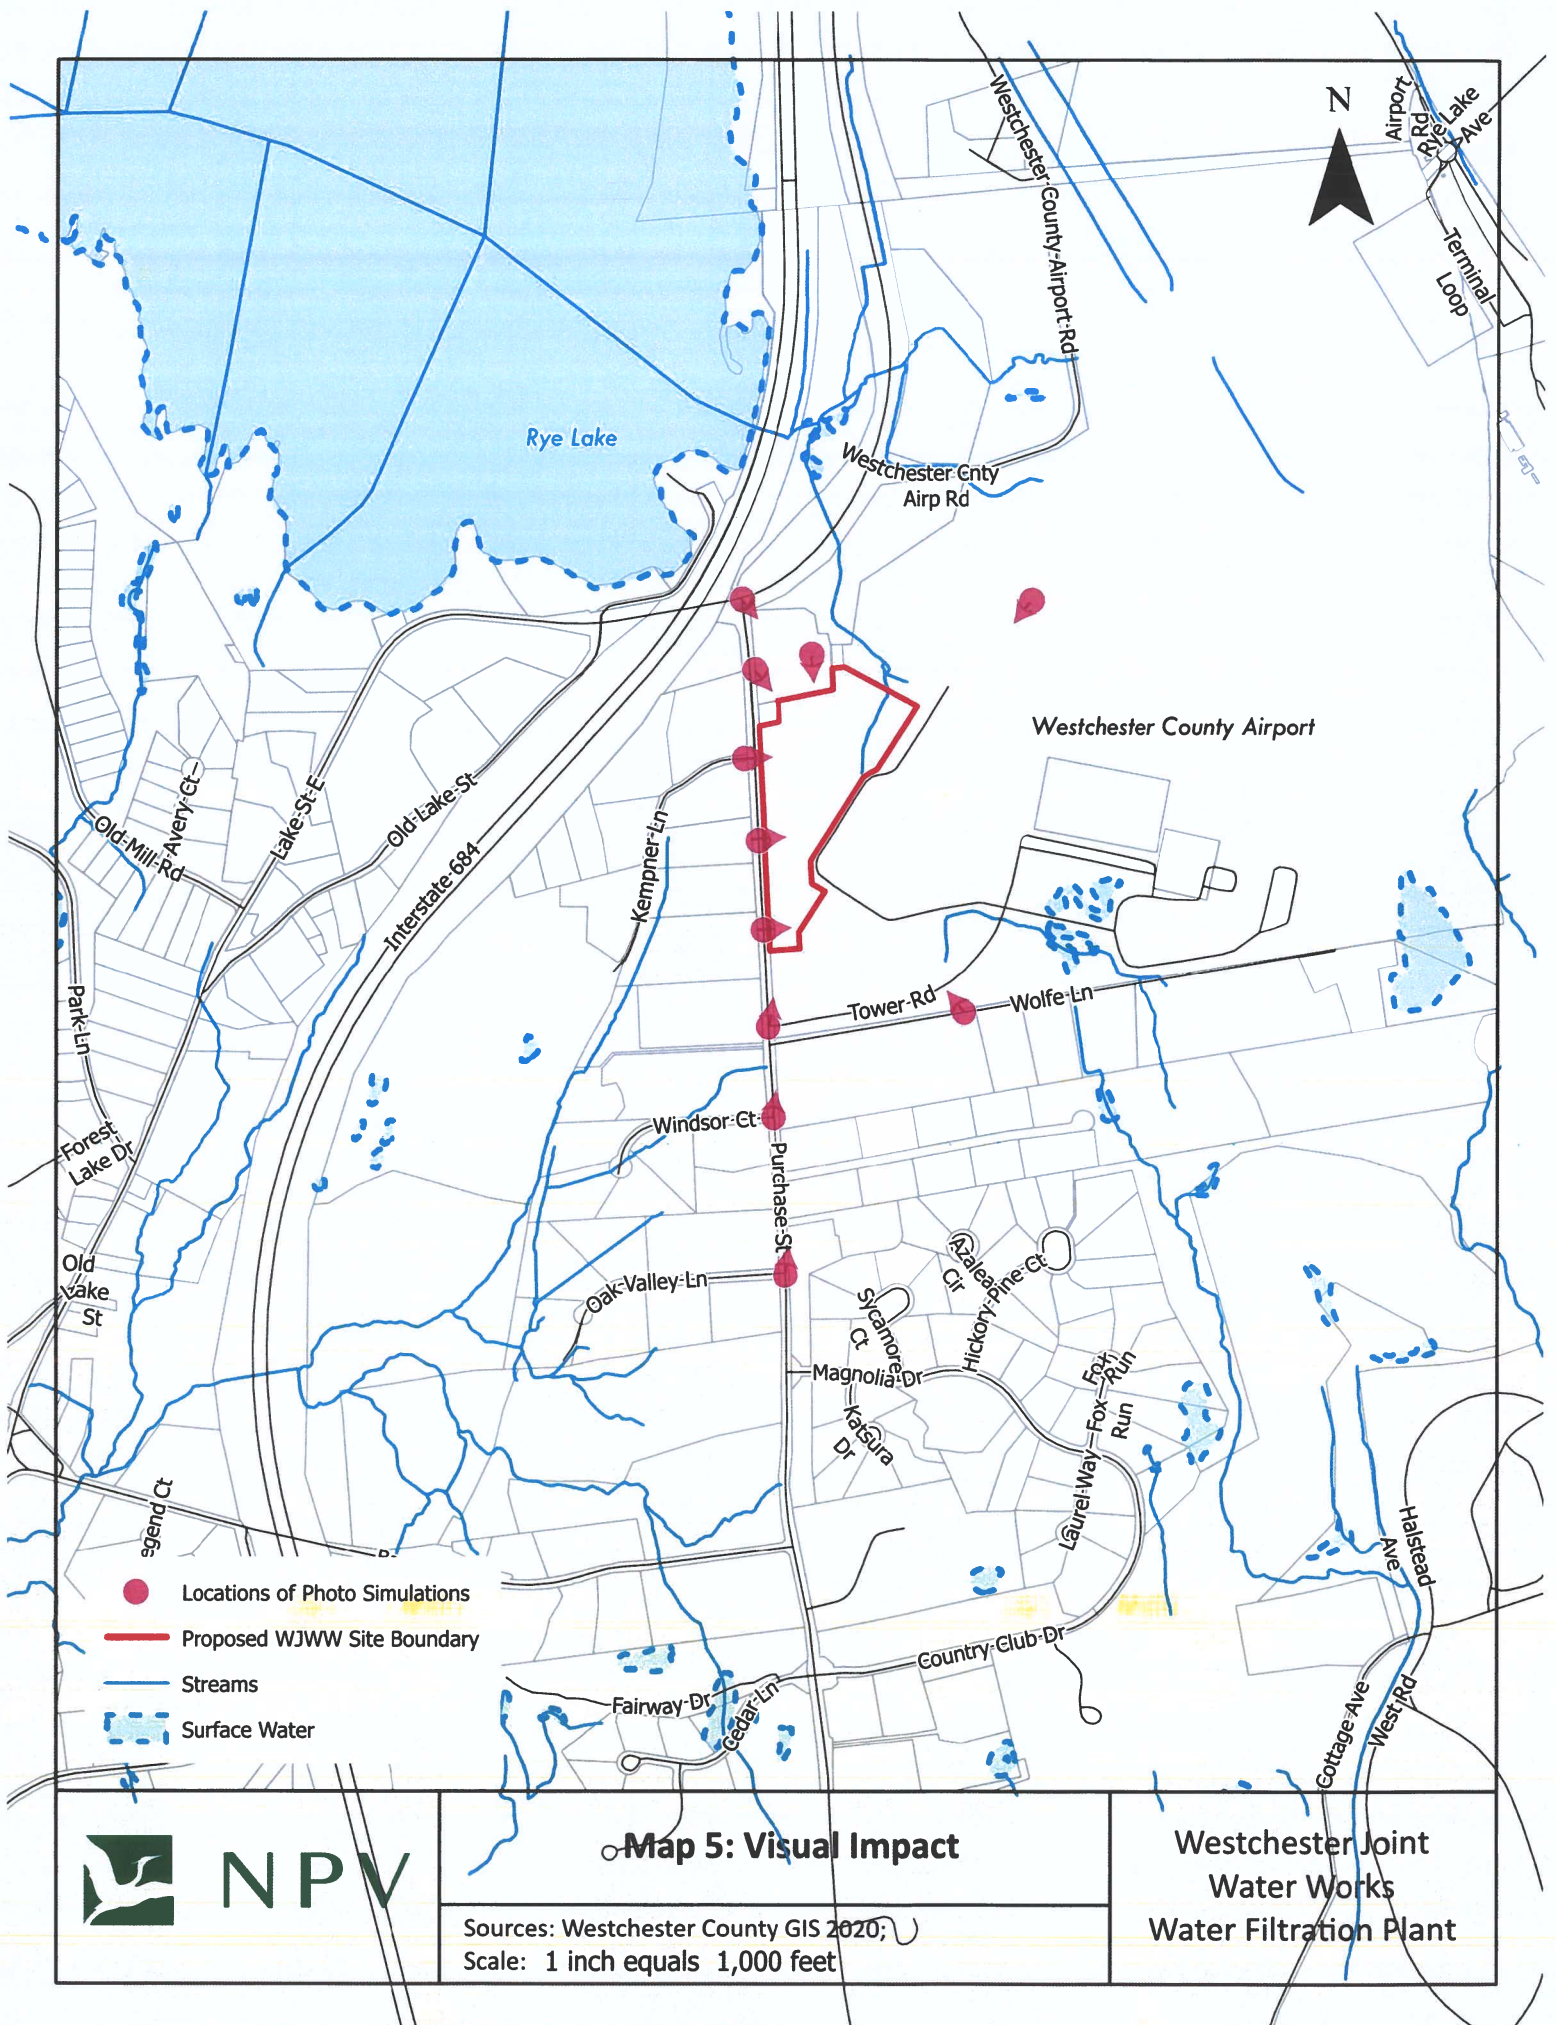 N
Airport
Rd
Rye Lake
Ave
Westchester County Airport Rd
Terminal
Loop
Rye Lake
Westchester Cnty
Airp Rd
Westchester County Airport
Avery Ct
Old Mill Rd
Lake St E
Old Lake St
Interstate 684
Kempner Ln
Park Ln
Tower Rd
Wolfe Ln
Forest
Lake Dr
Windsor Ct
Purchase St
Old
Lake
St
Oak Valley Ln
Azalea
Cir
Hickory Pine Ct
Sycamore
Ct
Magnolia Dr
Fox
Run
Fox
Run
Katsura
Dr
Laurel Way
Halstead
Ave
egend Ct
Country Club Dr
Fairway Dr
Cedar Ln
Cottage Ave
West Rd
Locations of Photo Simulations
Proposed WJWW Site Boundary
Streams
Surface Water
NPV
Map 5: Visual Impact
Sources: Westchester County GIS 2020;
Scale: 1 inch equals 1,000 feet
Westchester Joint
Water Works
Water Filtration Plant